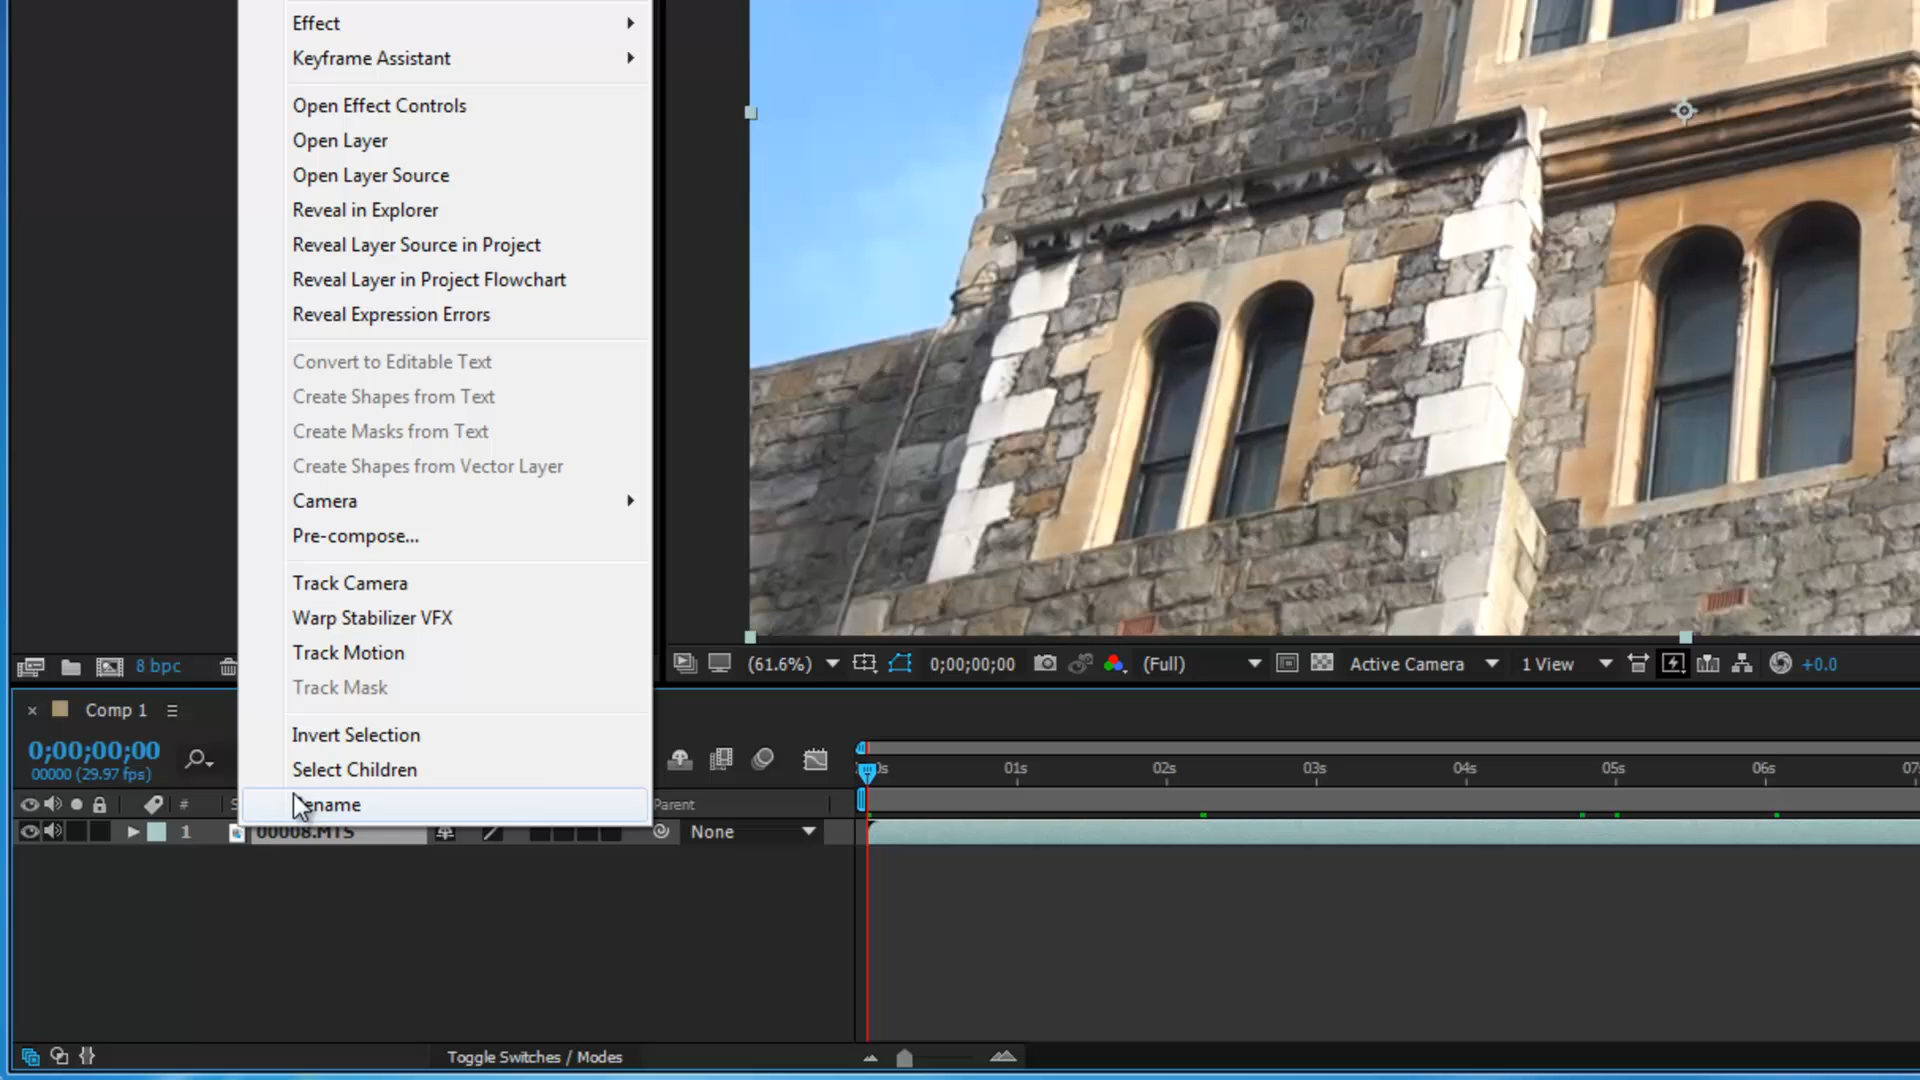 Effect
Keyframe Assistant
Open Effect Controls
Open Layer
Open Layer Source
Reveal in Explorer
Reveal Layer Source in Project
Reveal Layer in Project Flowchart
Reveal Expression Errors
Convert to Editable Text
Create Shapes from Text
Create Masks from Text
Create Shapes from Vector Layer
Camera
Pre-compose...
Track Camera
Warp Stabilizer VFX
Track Motion
Track Mask
Invert Selection
Select Children
ename
8 bpc
(61.6%) 0;00;00;00 (Full) Active Camera 1 View +0.0
Comp 1
0;00;00;00
00000 (29.97 fps)
0s 01s 02s 03s 04s 05s 06s 07
# S Parent
1 00008.MTS None
Toggle Switches / Modes